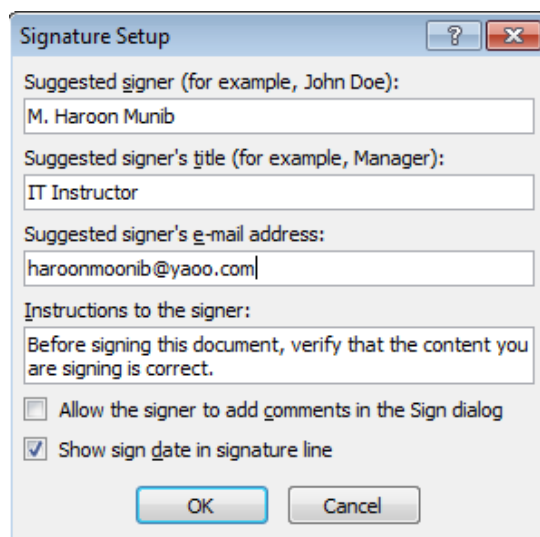 Signature Setup
Suggested signer (for example, John Doe):
M. Haroon Munib
Suggested signer's title (for example, Manager):
IT Instructor
Suggested signer's e-mail address:
haroonmoonib@yaoo.com
Instructions to the signer:
Before signing this document, verify that the content you
are signing is correct.
Allow the signer to add comments in the Sign dialog
Show sign date in signature line
OK Cancel